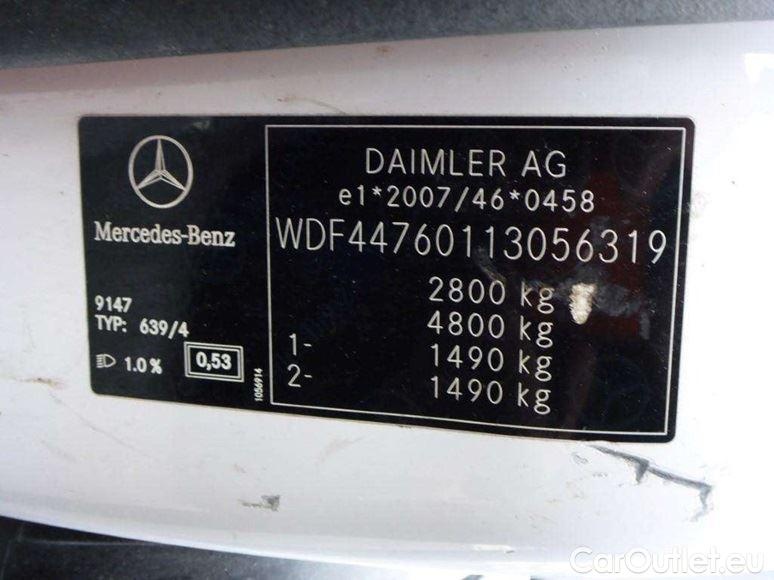 Mercedes-Benz
9147
TYP: 639/4
1.0 %
0,53
1056914
DAIMLER AG
e1*2007/46*0458
WDF44760113056319
2800 kg
4800 kg
1- 1490 kg
2- 1490 kg
CarOutlet.eu